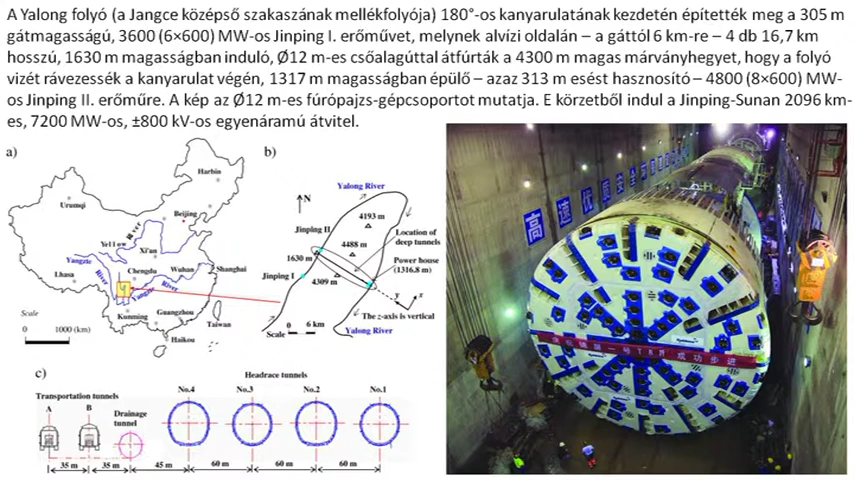 A Yalong folyó (a Jangce középső szakaszának mellékfolyója) 180°-os kanyarulatának kezdetén építették meg a 305 m
gátmagasságú, 3600 (6×600) MW-os Jinping I. erőművet, melynek alvízi oldalán – a gáttól 6 km-re – 4 db 16,7 km
hosszú, 1630 m magasságban induló, Ø12 m-es csőalagúttal átfúrták a 4300 m magas márványhegyet, hogy a folyó
vizét rávezessék a kanyarulat végén, 1317 m magasságban épülő – azaz 313 m esést hasznosító – 4800 (8×600) MW-
os Jinping II. erőműre. A kép az Ø12 m-es fúrópajzs-gépcsoportot mutatja. E körzetből indul a Jinping-Sunan 2096 km-
es, 7200 MW-os, ±800 kV-os egyenáramú átvitel.
a)
Harbin
Urumqi
Beijing
Yellow River
Xi'an
Yangtze River
Lhasa
Chengdu
Wuhan
Shanghai
Yangtze River
Kunming
Guangzhou
Taiwan
Haikou
Scale
0 1000 (km)
b)
N
Yalong River
4193 m
Jinping II
4488 m
Location of
deep tunnels
1630 m
Power house
(1316.8 m)
Jinping I
4309 m
y
x
The z-axis is vertical
Scale 0 6 km
Yalong River
c)
Headrace tunnels
Transportation tunnels
No.4 No.3 No.2 No.1
A B
Drainage
tunnel
35 m 35 m 45 m 60 m 60 m 60 m
高